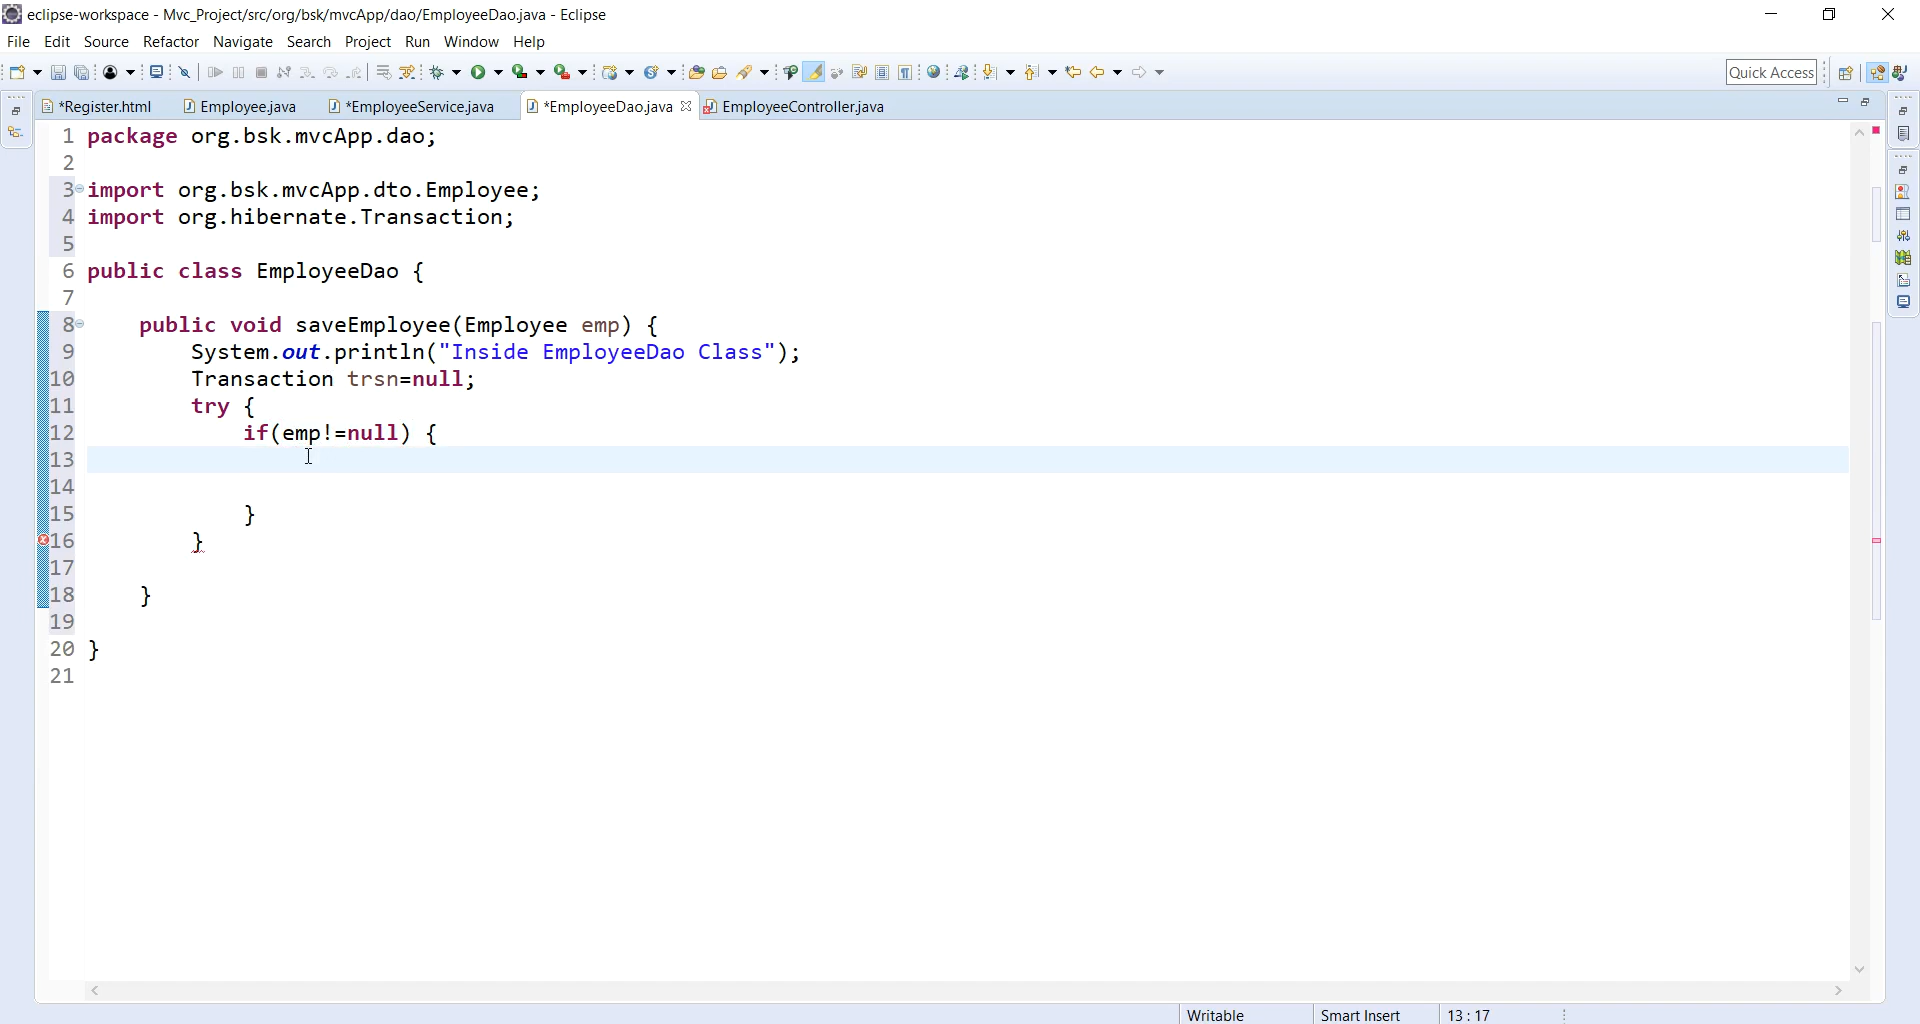 eclipse-workspace - Mvc_Project/src/org/bsk/mvcApp/dao/EmployeeDao.java - Eclipse
File Edit Source Refactor Navigate Search Project Run Window Help
Quick Access
*Register.html Employee.java *EmployeeService.java *EmployeeDao.java EmployeeController.java
1 package org.bsk.mvcApp.dao;
2
3 import org.bsk.mvcApp.dto.Employee;
4 import org.hibernate.Transaction;
5
6 public class EmployeeDao {
7
8 public void saveEmployee(Employee emp) {
9 System.out.println("Inside EmployeeDao Class");
10 Transaction trsn=null;
11 try {
12 if(emp!=null) {
13
14
15 }
16 }
17
18 }
19
20 }
21
Writable Smart Insert 13 : 17